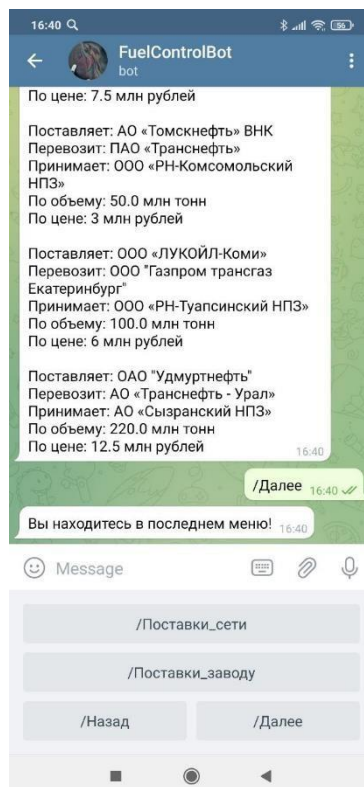 16:40
56
FuelControlBot
bot
По цене: 7.5 млн рублей
Поставляет: АО «Томскнефть» ВНК
Перевозит: ПАО «Транснефть»
Принимает: ООО «РН-Комсомольский
НПЗ»
По объему: 50.0 млн тонн
По цене: 3 млн рублей
Поставляет: ООО «ЛУКОЙЛ-Коми»
Перевозит: ООО "Газпром трансгаз
Екатеринбург"
Принимает: ООО «РН-Туапсинский НПЗ»
По объему: 100.0 млн тонн
По цене: 6 млн рублей
Поставляет: ОАО "Удмуртнефть"
Перевозит: АО «Транснефть - Урал»
Принимает: АО «Сызранский НПЗ»
По объему: 220.0 млн тонн
По цене: 12.5 млн рублей
16:40
/Далее 16:40
Вы находитесь в последнем меню! 16:40
Message
/Поставки_сети
/Поставки_заводу
/Назад
/Далее